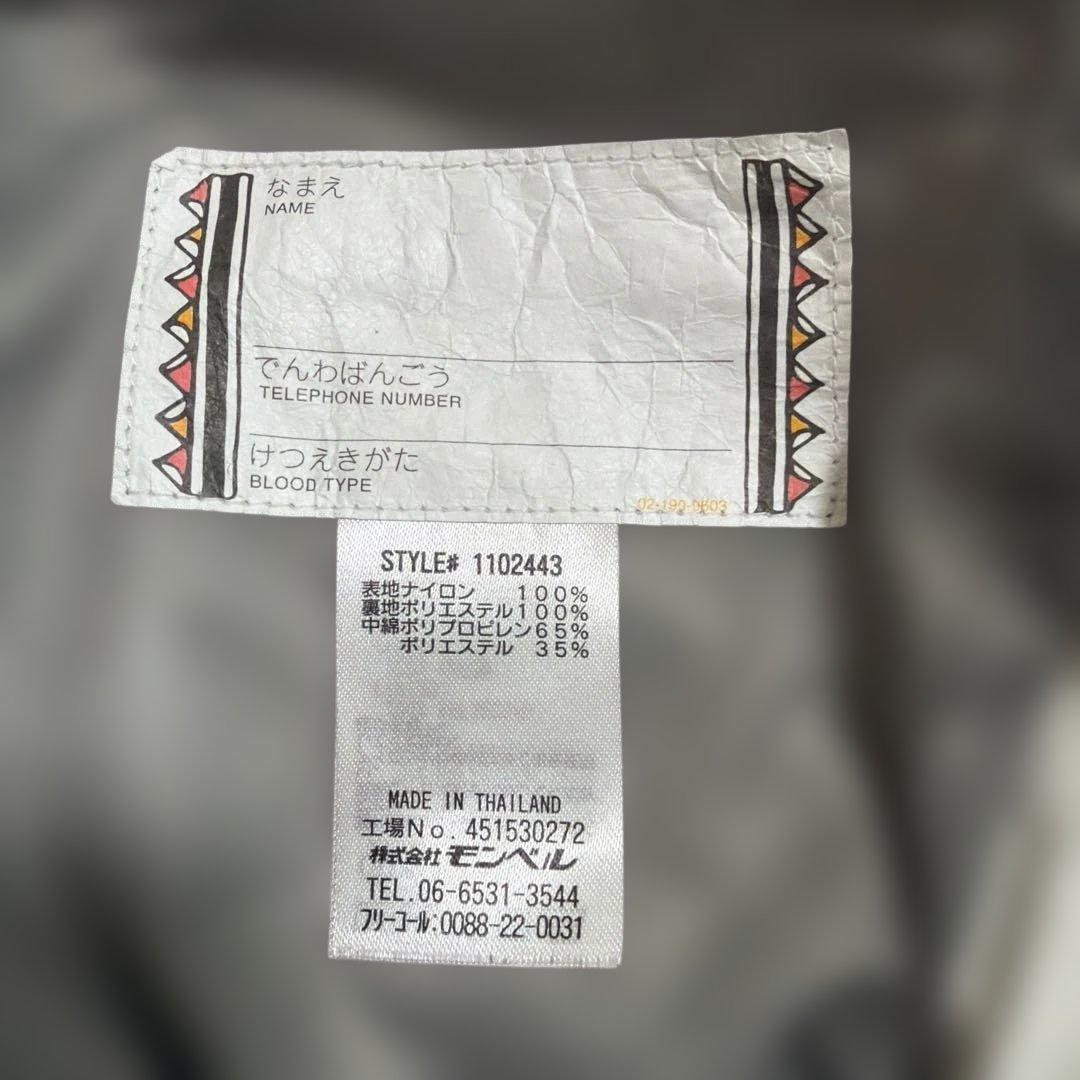 なまえ
NAME
でんわばんごう
TELEPHONE NUMBER
けつえきがた
BLOOD TYPE
02-190-0603
STYLE# 1102443
表地ナイロン 100%
裏地ポリエステル100%
中綿ポリプロピレン65%
ポリエステル 35%
MADE IN THAILAND
工場No. 451530272
株式会社モンベル
TEL.06-6531-3544
フリーコール:0088-22-0031